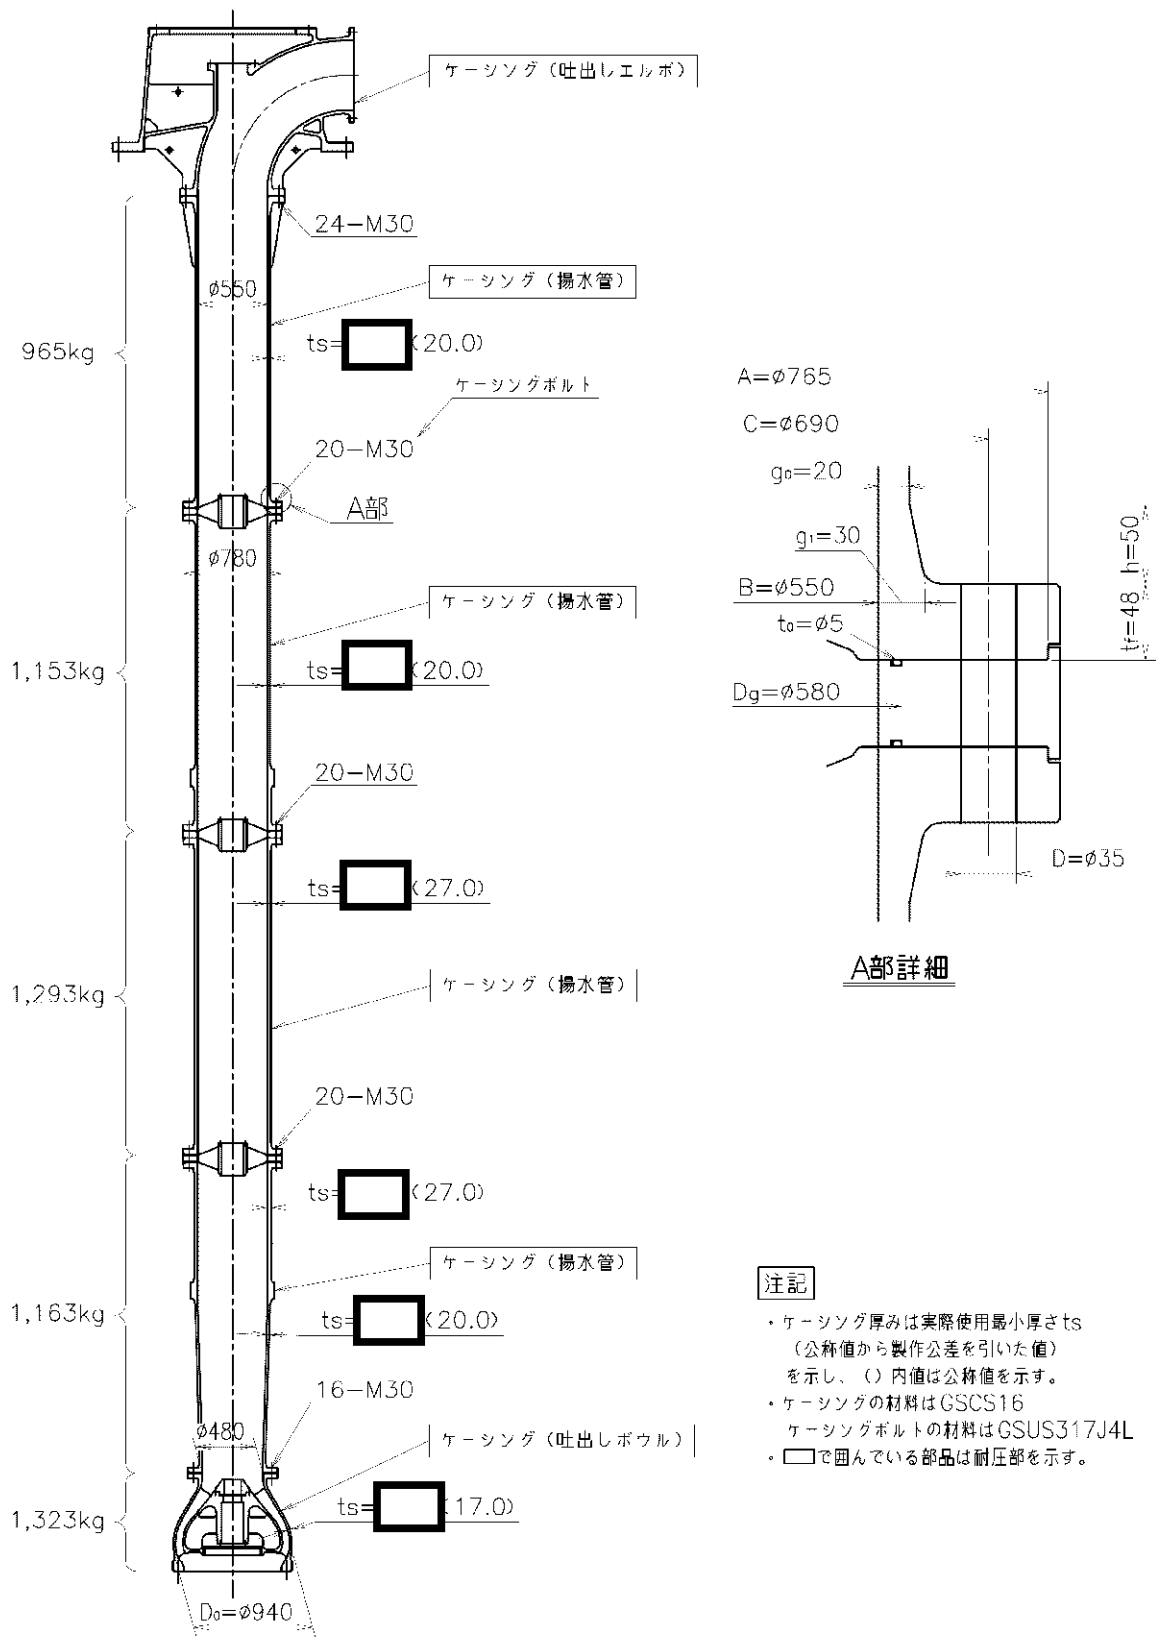 ケーシング（吐出しエルボ）
24-M30
ケーシング（揚水管）
φ550
ts= (20.0)
965kg
ケーシングボルト
20-M30
A部
φ780
ケーシング（揚水管）
ts= (20.0)
1,153kg
20-M30
ts= (27.0)
ケーシング（揚水管）
1,293kg
20-M30
ts= (27.0)
ケーシング（揚水管）
1,163kg
ts= (20.0)
16-M30
φ480
ケーシング（吐出しボウル）
ts= (17.0)
1,323kg
D₀=φ940
A=φ765
C=φ690
g₀=20
g₁=30
B=φ550
t₀=φ5
Dg=φ580
h=50
tf=48
D=φ35
A部詳細
注記
・ケーシング厚みは実際使用最小厚さts
（公称値から製作公差を引いた値）
を示し、（）内値は公称値を示す。
・ケーシングの材料はGSCS16
ケーシングボルトの材料はGSUS317J4L
・ で囲んでいる部品は耐圧部を示す。